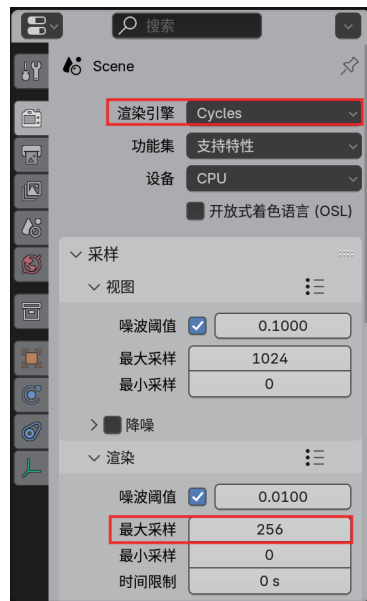 搜索
Scene
渲染引擎 Cycles
功能集 支持特性
设备 CPU
开放式着色语言 (OSL)
采样
视图
噪波阈值 0.1000
最大采样 1024
最小采样 0
降噪
渲染
噪波阈值 0.0100
最大采样 256
最小采样 0
时间限制 0 s